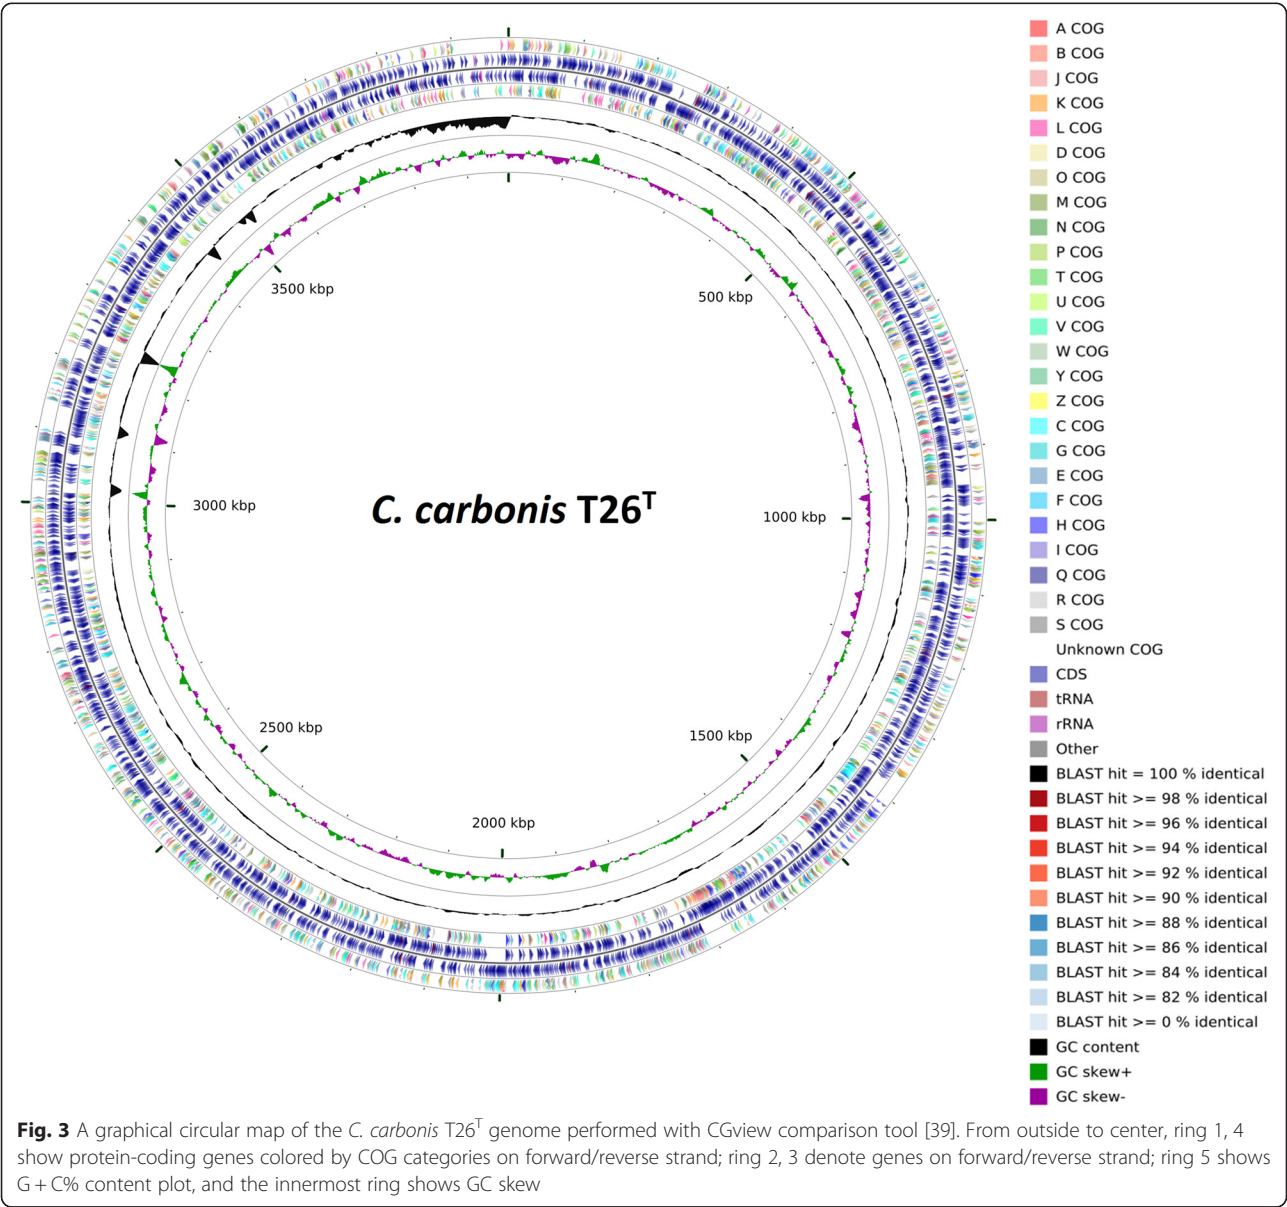 A COG
B COG
J COG
K COG
L COG
D COG
O COG
M COG
N COG
P COG
T COG
U COG
V COG
W COG
Y COG
Z COG
C COG
G COG
E COG
F COG
H COG
I COG
Q COG
R COG
S COG
Unknown COG
CDS
tRNA
rRNA
Other
BLAST hit = 100 % identical
BLAST hit >= 98 % identical
BLAST hit >= 96 % identical
BLAST hit >= 94 % identical
BLAST hit >= 92 % identical
BLAST hit >= 90 % identical
BLAST hit >= 88 % identical
BLAST hit >= 86 % identical
BLAST hit >= 84 % identical
BLAST hit >= 82 % identical
BLAST hit >= 0 % identical
GC content
GC skew+
GC skew-
3500 kbp
500 kbp
3000 kbp
C. carbonis T26ᵀ
1000 kbp
2500 kbp
1500 kbp
2000 kbp
Fig. 3 A graphical circular map of the C. carbonis T26ᵀ genome performed with CGview comparison tool [39]. From outside to center, ring 1, 4
show protein-coding genes colored by COG categories on forward/reverse strand; ring 2, 3 denote genes on forward/reverse strand; ring 5 shows
G + C% content plot, and the innermost ring shows GC skew